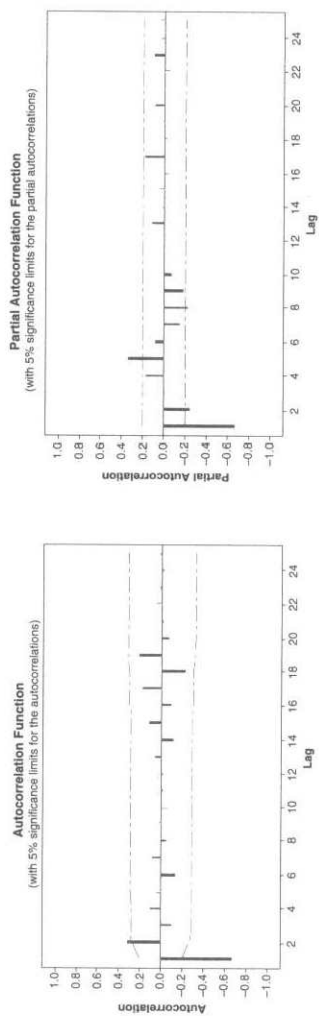 Autocorrelation Function
(with 5% significance limits for the autocorrelations)
1.0
0.8
0.6
0.4
0.2
0.0
−0.2
−0.4
−0.6
−0.8
−1.0
Autocorrelation
2 4 6 8 10 12 14 16 18 20 22 24
Lag
Partial Autocorrelation Function
(with 5% significance limits for the partial autocorrelations)
1.0
0.8
0.6
0.4
0.2
0.0
−0.2
−0.4
−0.6
−0.8
−1.0
Partial Autocorrelation
2 4 6 8 10 12 14 16 18 20 22 24
Lag